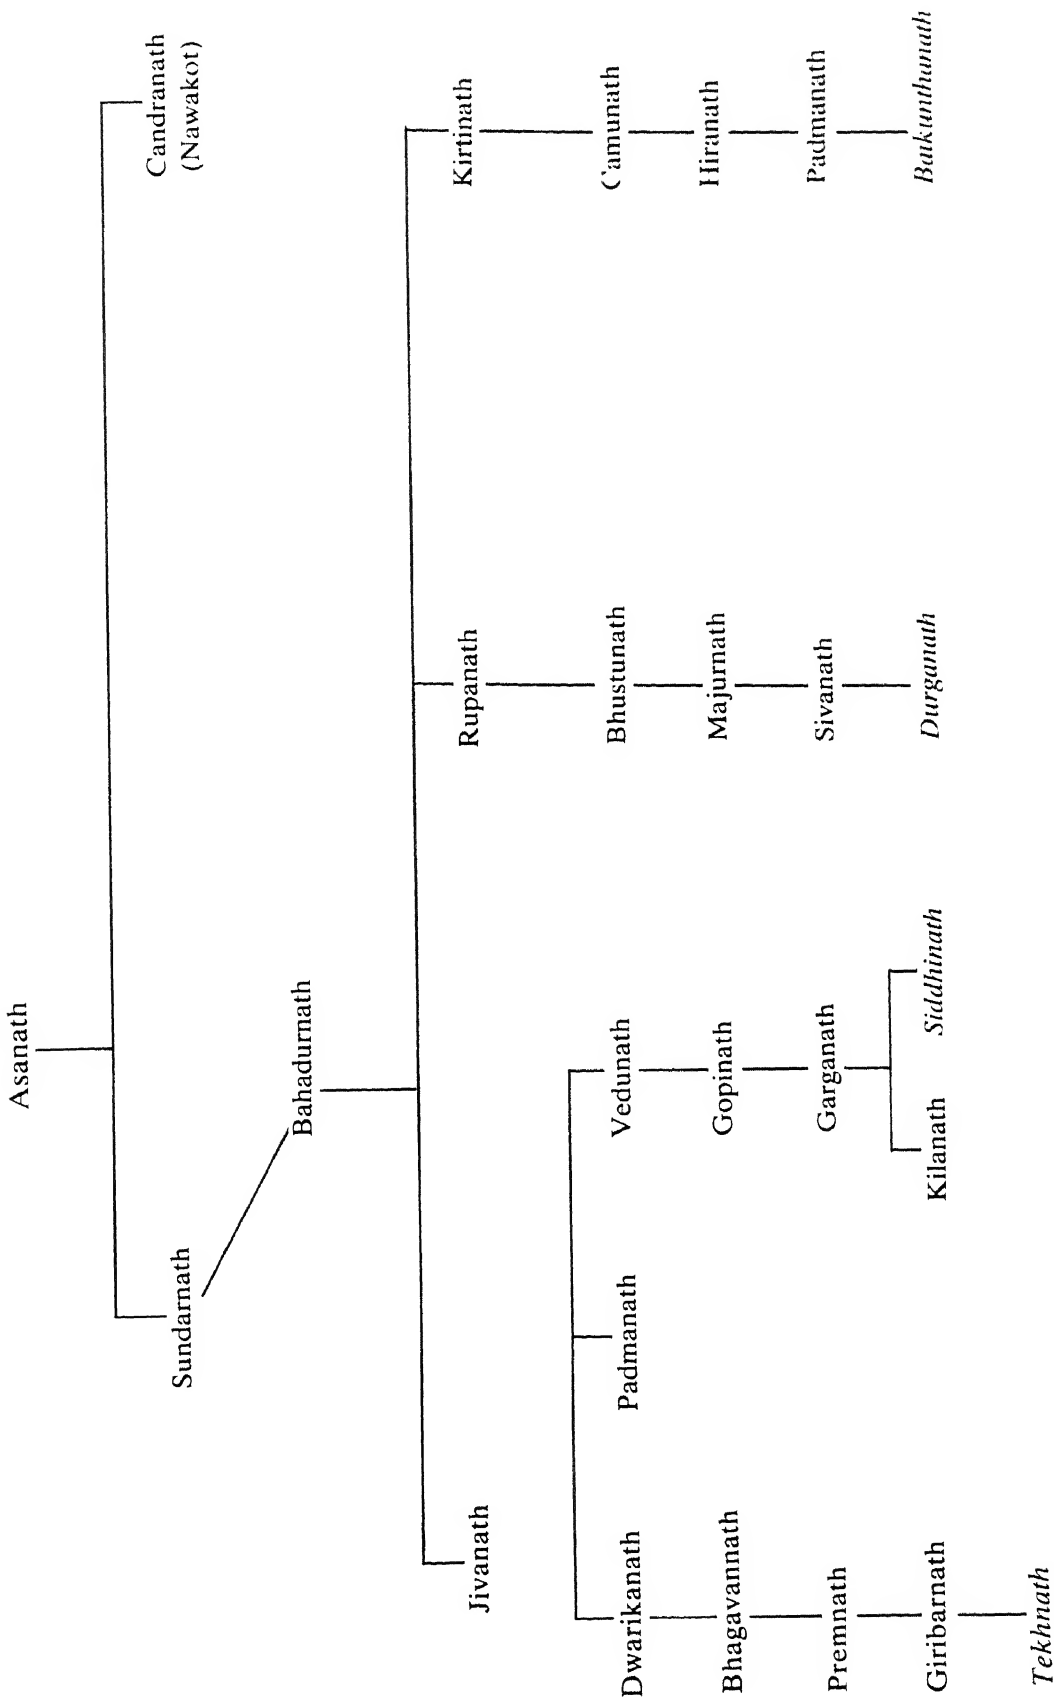 Asanath
Sundarnath
Candranath
(Nawakot)
Bahadurnath
Jivanath
Rupanath
Kirtinath
Dwarikanath
Padmanath
Vedunath
Bhustunath
Camunath
Bhagavannath
Gopinath
Majurnath
Hiranath
Premnath
Garganath
Sivanath
Padmanath
Giribarnath
Kilanath
Siddhinath
Durganath
Baikunthanath
Tekhnath